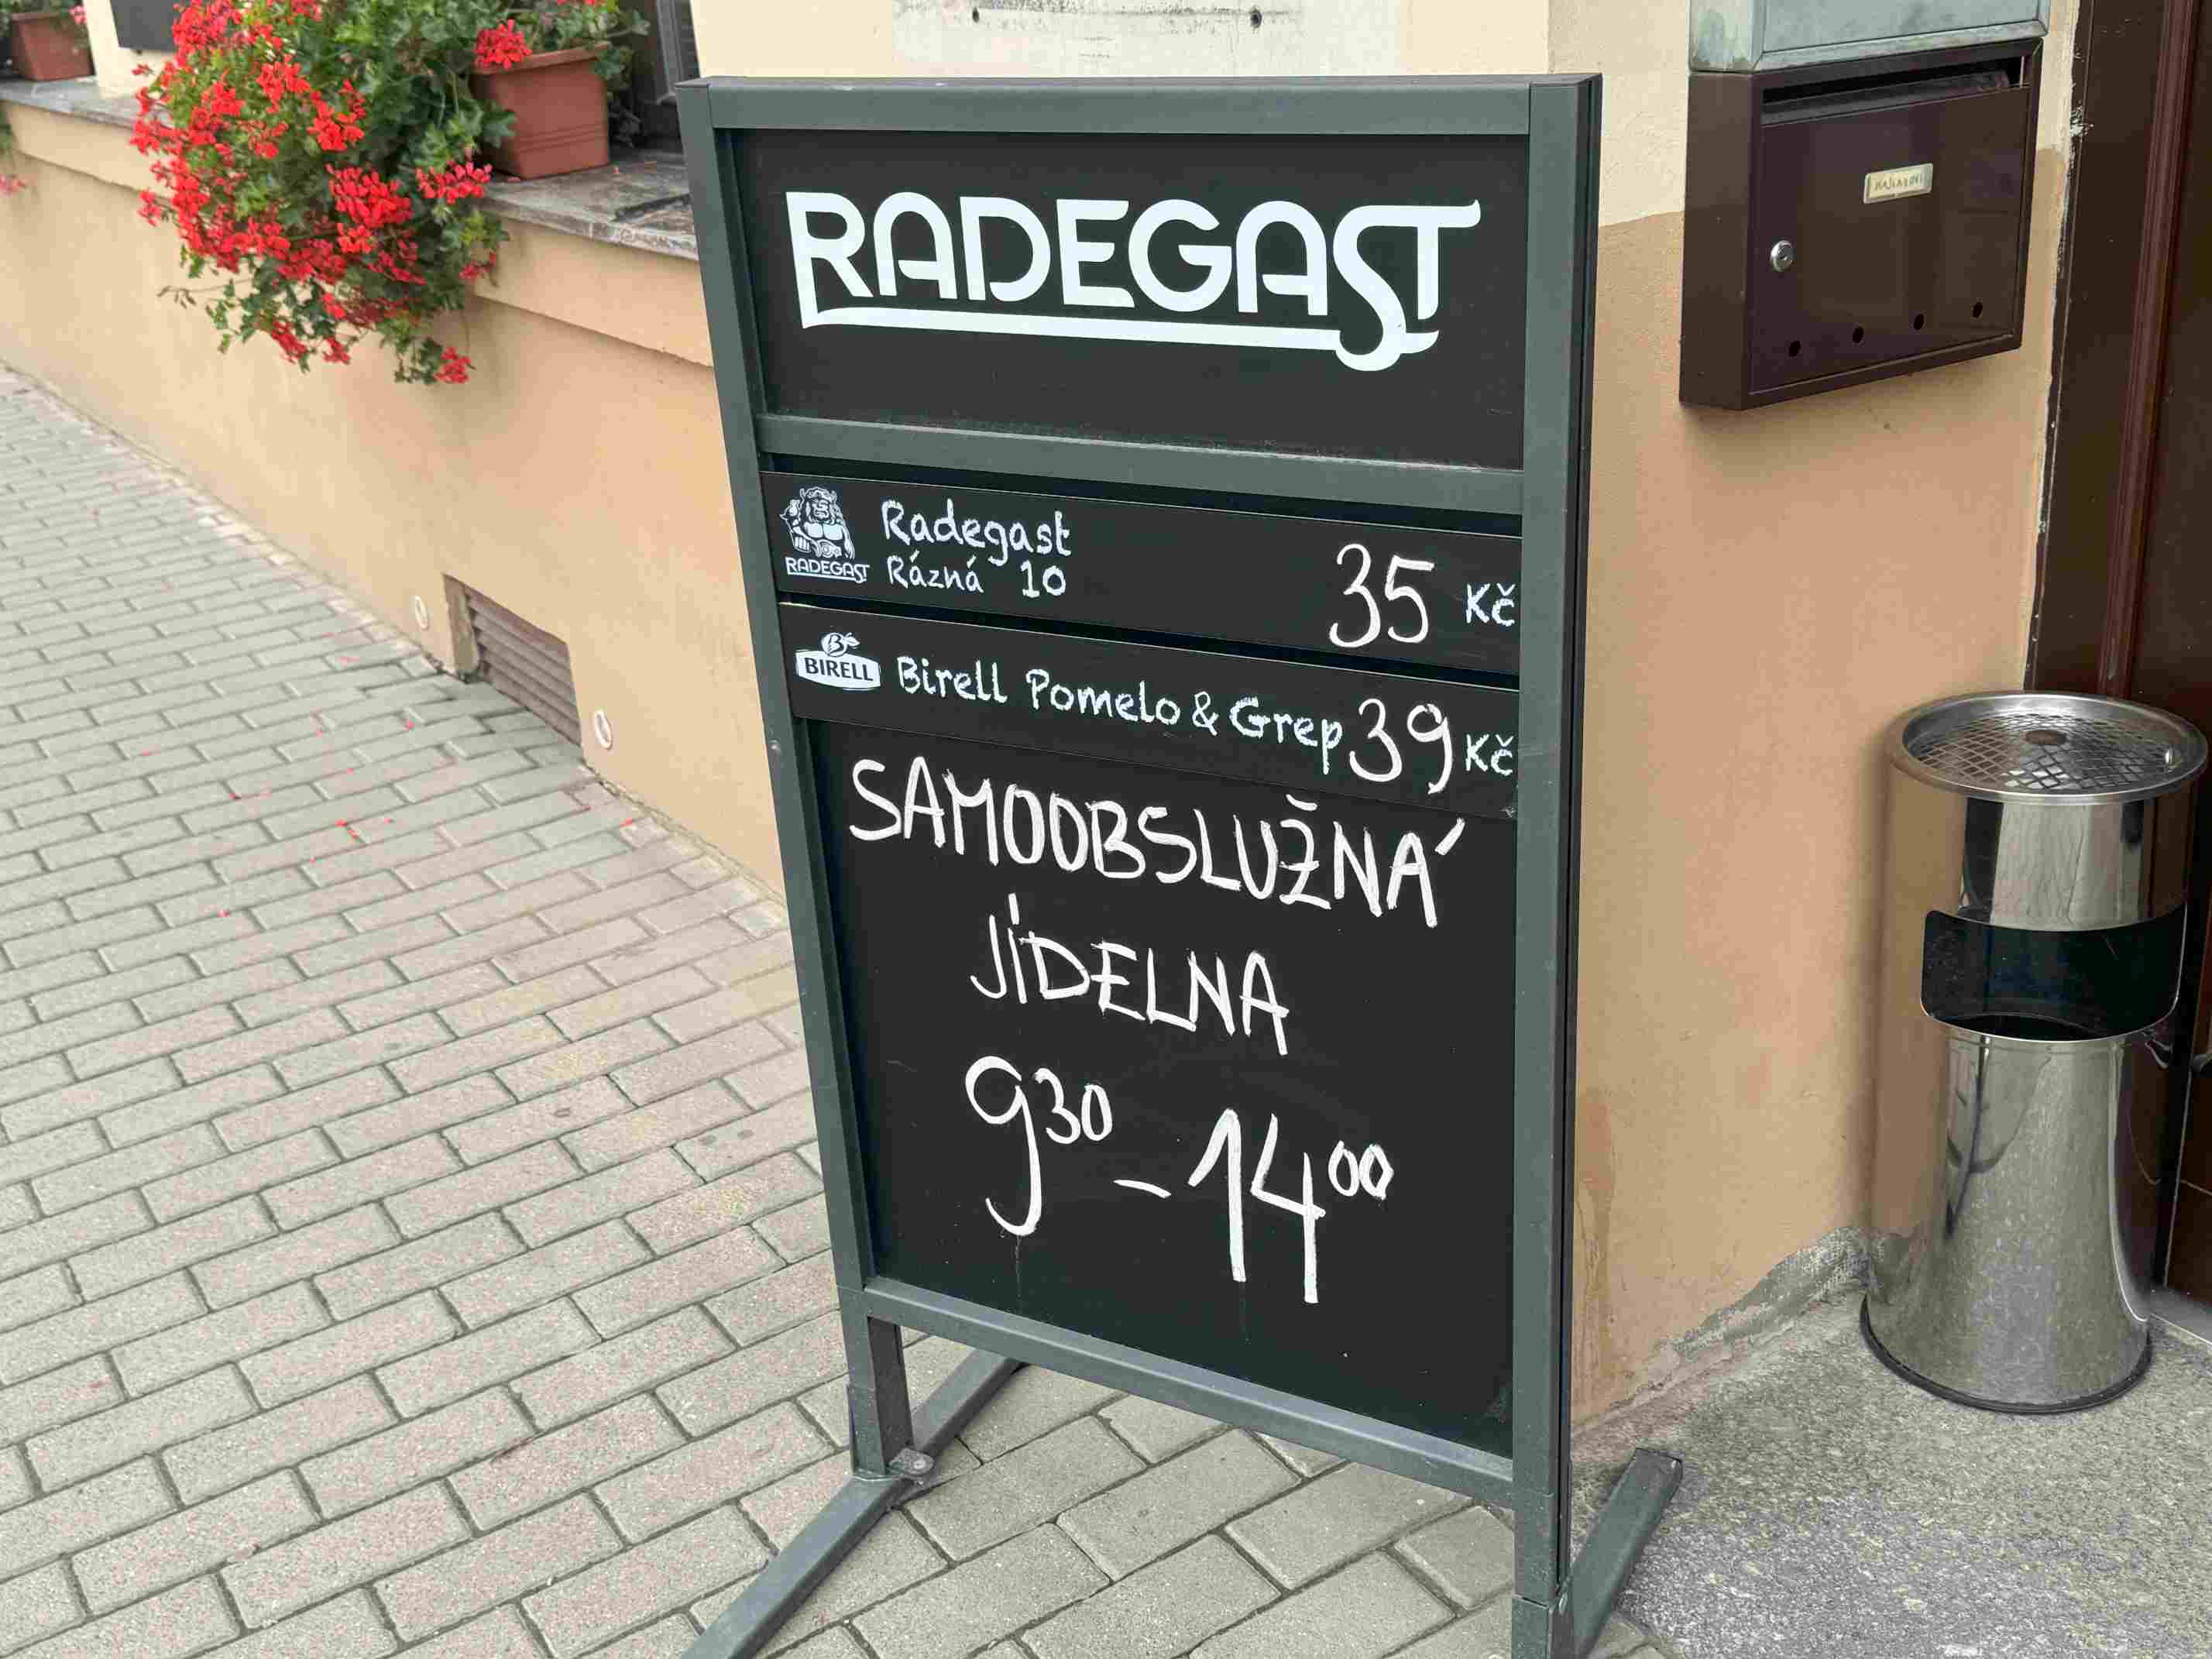 RADEGAST
RADEGAST
Radegast
Rázná 10
35 Kč
BIRELL
Birell Pomelo & Grep 39 Kč
SAMOOBSLUŽNÁ
JÍDELNA
9³⁰ – 14⁰⁰